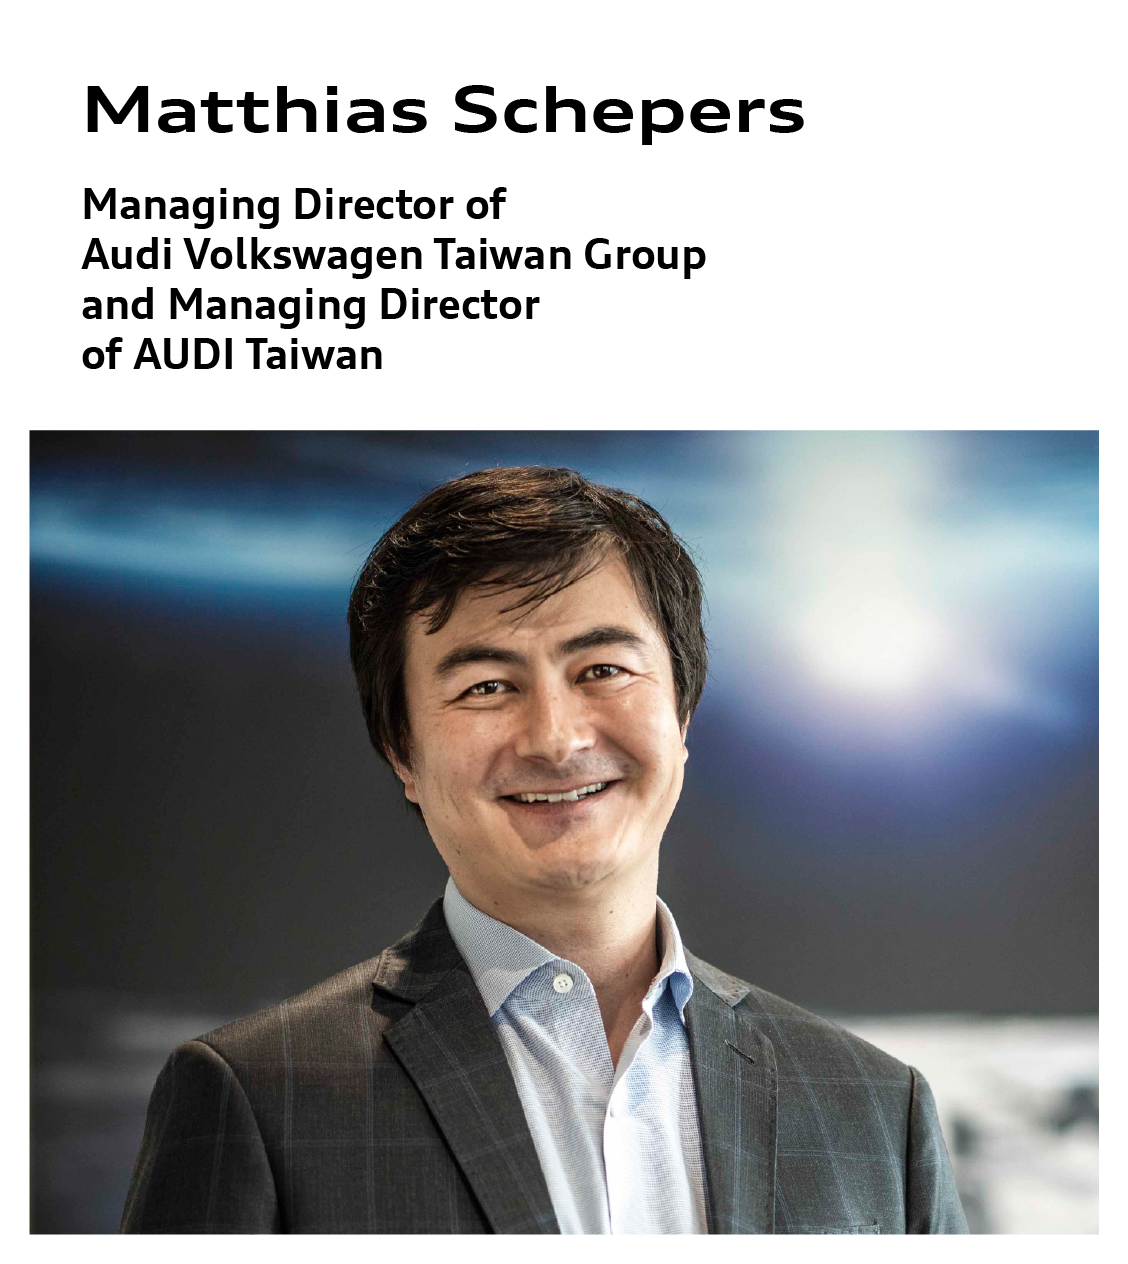 Matthias Schepers
Managing Director of
Audi Volkswagen Taiwan Group
and Managing Director
of AUDI Taiwan